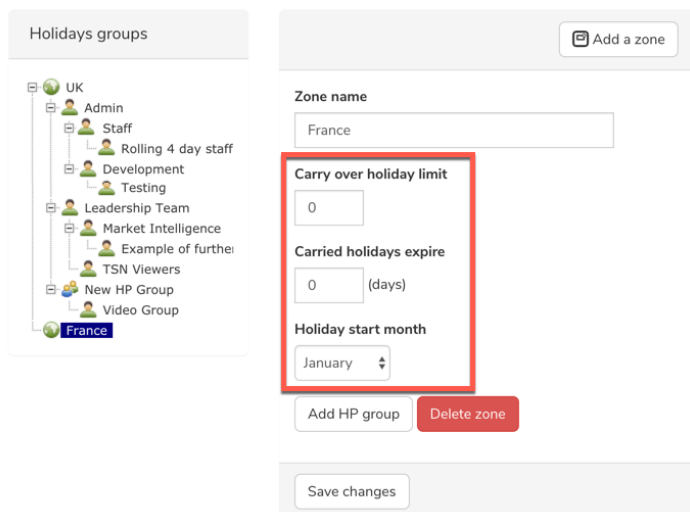 Holidays groups
UK
Admin
Staff
Rolling 4 day staff
Development
Testing
Leadership Team
Market Intelligence
Example of further
TSN Viewers
New HP Group
Video Group
France
Add a zone
Zone name
France
Carry over holiday limit
0
Carried holidays expire
0 (days)
Holiday start month
January
Add HP group Delete zone
Save changes